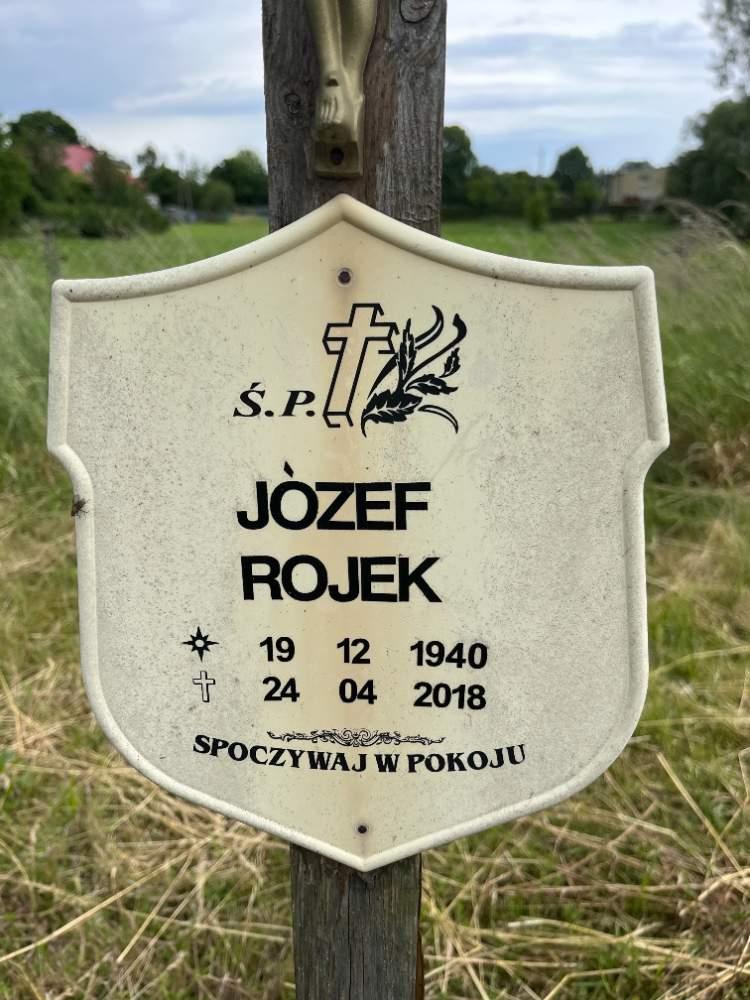 Ś.P.
JÒZEF
ROJEK
19 12 1940
24 04 2018
SPOCZYWAJ W POKOJU